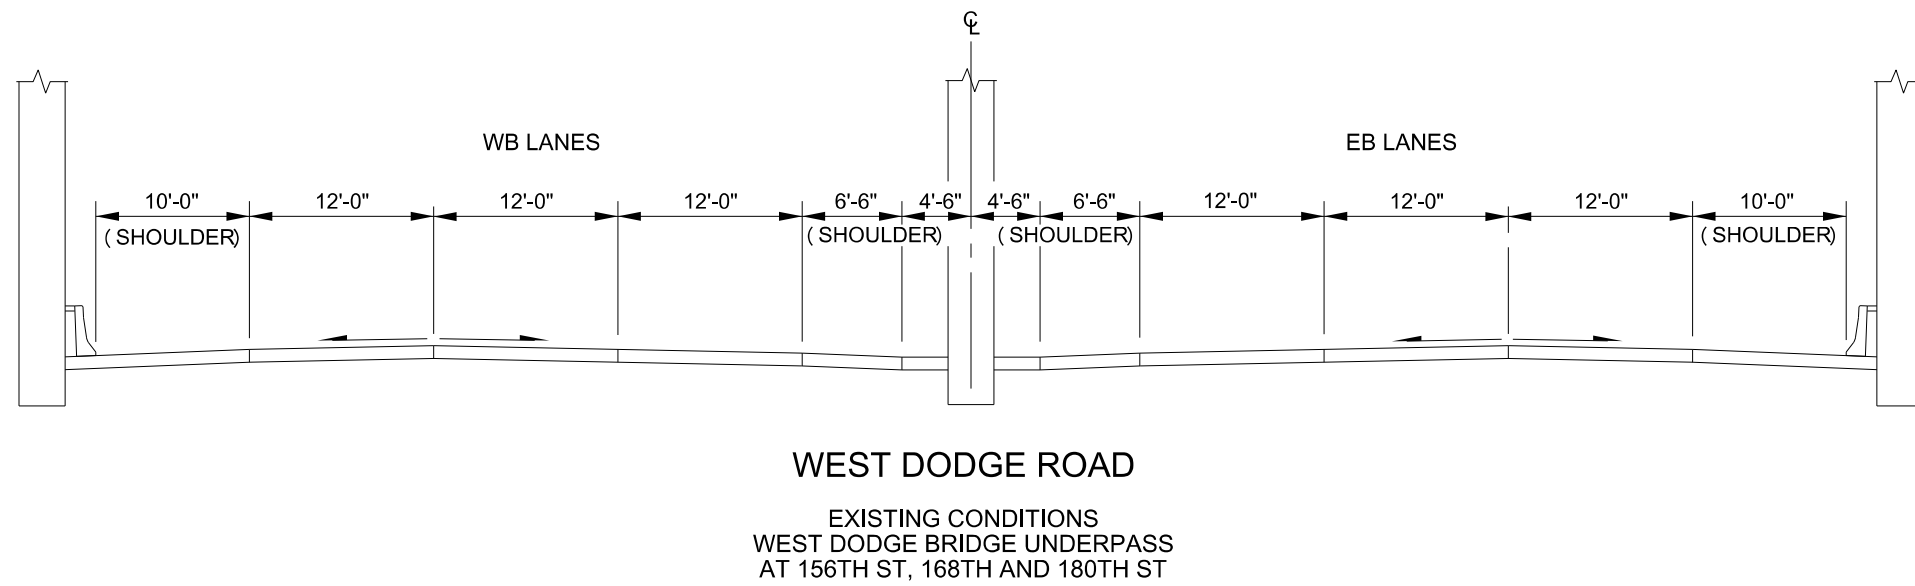 ℄
WB LANES
EB LANES
10'-0" 12'-0" 12'-0" 12'-0" 6'-6" 4'-6" 4'-6" 6'-6" 12'-0" 12'-0" 12'-0" 10'-0"
( SHOULDER) ( SHOULDER) ( SHOULDER) ( SHOULDER)
WEST DODGE ROAD
EXISTING CONDITIONS
WEST DODGE BRIDGE UNDERPASS
AT 156TH ST, 168TH AND 180TH ST